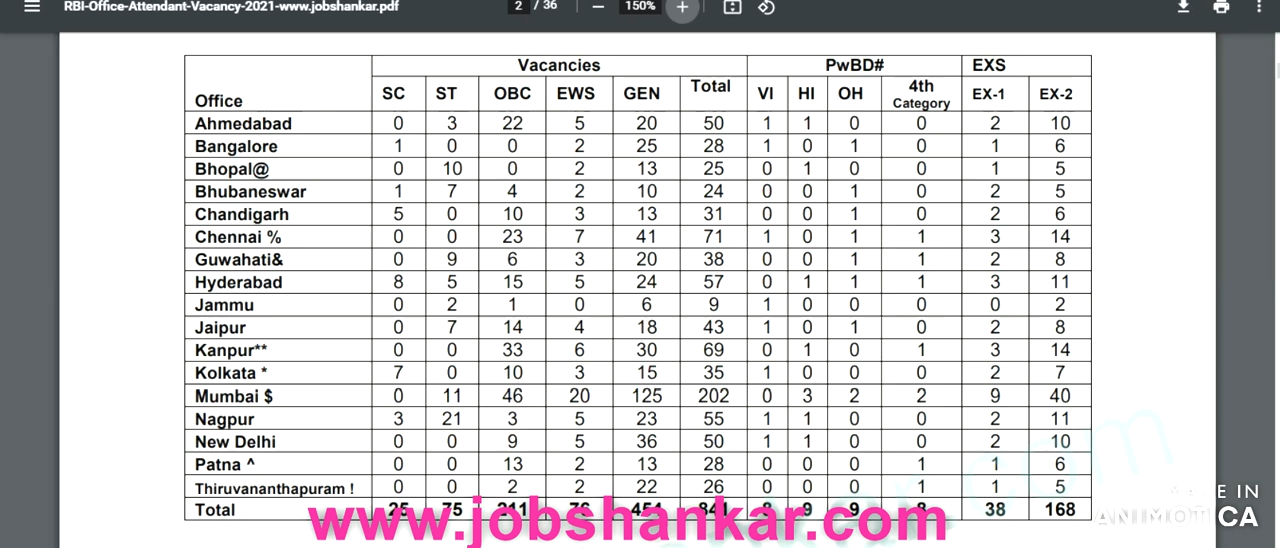 RBI-Office-Attendant-Vacancy-2021-www.jobshankar.pdf 2 / 36 150%
Vacancies PwBD# EXS
Office SC ST OBC EWS GEN Total VI HI OH 4th Category EX-1 EX-2
Ahmedabad 0 3 22 5 20 50 1 1 0 0 2 10
Bangalore 1 0 0 2 25 28 1 0 1 0 1 6
Bhopal@ 0 10 0 2 13 25 0 1 0 0 1 5
Bhubaneswar 1 7 4 2 10 24 0 0 1 0 2 5
Chandigarh 5 0 10 3 13 31 0 0 1 0 2 6
Chennai % 0 0 23 7 41 71 1 0 1 1 3 14
Guwahati& 0 9 6 3 20 38 0 0 1 1 2 8
Hyderabad 8 5 15 5 24 57 0 1 1 1 3 11
Jammu 0 2 1 0 6 9 1 0 0 0 0 2
Jaipur 0 7 14 4 18 43 1 0 1 0 2 8
Kanpur** 0 0 33 6 30 69 0 1 0 1 3 14
Kolkata * 7 0 10 3 15 35 1 0 0 0 2 7
Mumbai $ 0 11 46 20 125 202 0 3 2 2 9 40
Nagpur 3 21 3 5 23 55 1 1 0 0 2 11
New Delhi 0 0 9 5 36 50 1 1 0 0 2 10
Patna ^ 0 0 13 2 13 28 0 0 0 1 1 6
Thiruvananthapuram ! 0 0 2 2 22 26 0 0 0 1 1 5
Total 25 75 211 454 841 9 9 38 168
www.jobshankar.com
MADE IN
ANIMOTICA